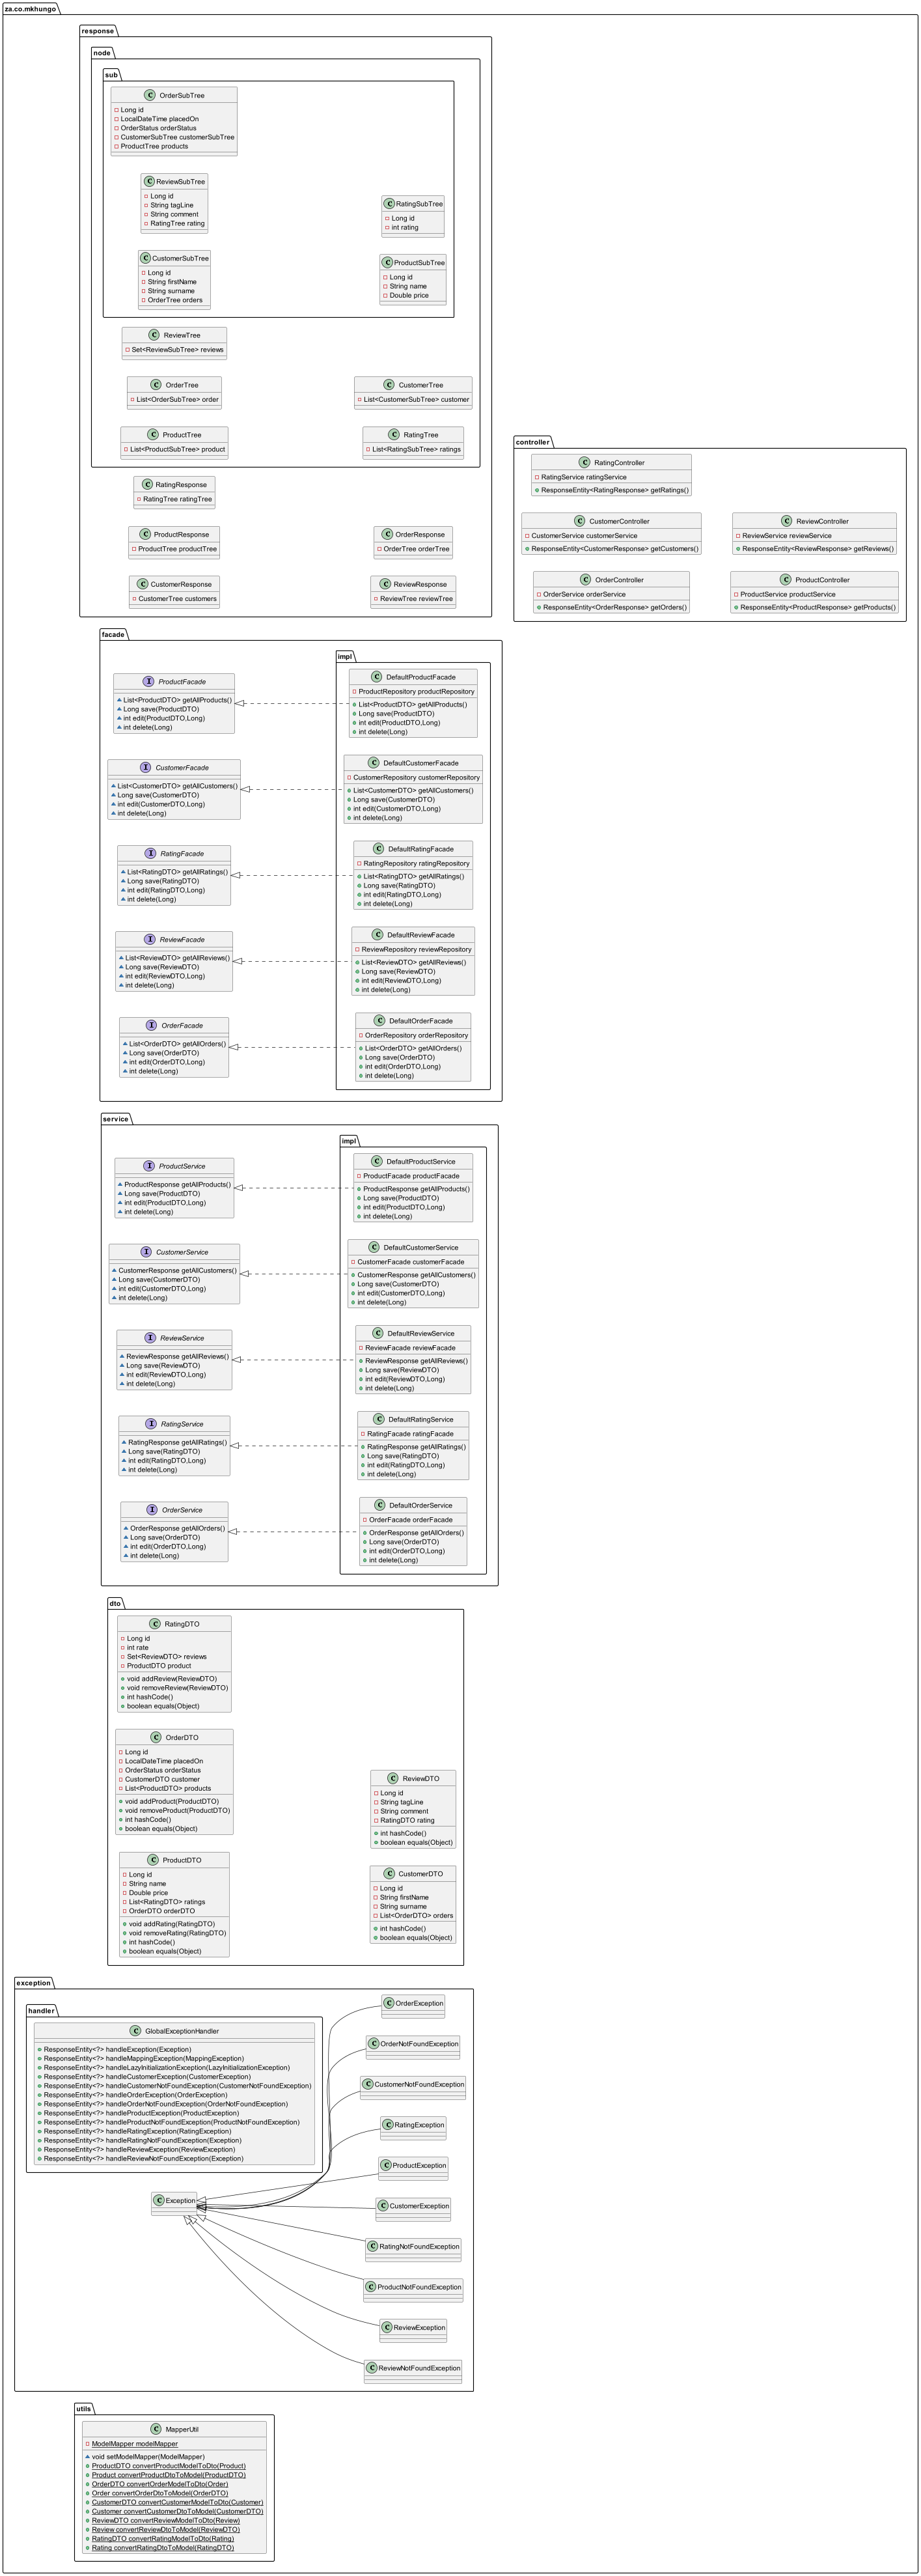 za.co.mkhungo
response
node
sub
C OrderSubTree
Long id
LocalDateTime placedOn
OrderStatus orderStatus
CustomerSubTree customerSubTree
ProductTree products
C ReviewSubTree
Long id
String tagLine
String comment
RatingTree rating
C RatingSubTree
Long id
int rating
C CustomerSubTree
Long id
String firstName
String surname
OrderTree orders
C ProductSubTree
Long id
String name
Double price
C ReviewTree
Set<ReviewSubTree> reviews
C OrderTree
List<OrderSubTree> order
C CustomerTree
List<CustomerSubTree> customer
C ProductTree
List<ProductSubTree> product
C RatingTree
List<RatingSubTree> ratings
C RatingResponse
RatingTree ratingTree
C ProductResponse
ProductTree productTree
C OrderResponse
OrderTree orderTree
C CustomerResponse
CustomerTree customers
C ReviewResponse
ReviewTree reviewTree
controller
C RatingController
RatingService ratingService
ResponseEntity<RatingResponse> getRatings()
C CustomerController
CustomerService customerService
ResponseEntity<CustomerResponse> getCustomers()
C ReviewController
ReviewService reviewService
ResponseEntity<ReviewResponse> getReviews()
C OrderController
OrderService orderService
ResponseEntity<OrderResponse> getOrders()
C ProductController
ProductService productService
ResponseEntity<ProductResponse> getProducts()
facade
impl
I ProductFacade
List<ProductDTO> getAllProducts()
Long save(ProductDTO)
int edit(ProductDTO,Long)
int delete(Long)
C DefaultProductFacade
ProductRepository productRepository
List<ProductDTO> getAllProducts()
Long save(ProductDTO)
int edit(ProductDTO,Long)
int delete(Long)
I CustomerFacade
List<CustomerDTO> getAllCustomers()
Long save(CustomerDTO)
int edit(CustomerDTO,Long)
int delete(Long)
C DefaultCustomerFacade
CustomerRepository customerRepository
List<CustomerDTO> getAllCustomers()
Long save(CustomerDTO)
int edit(CustomerDTO,Long)
int delete(Long)
I RatingFacade
List<RatingDTO> getAllRatings()
Long save(RatingDTO)
int edit(RatingDTO,Long)
int delete(Long)
C DefaultRatingFacade
RatingRepository ratingRepository
List<RatingDTO> getAllRatings()
Long save(RatingDTO)
int edit(RatingDTO,Long)
int delete(Long)
I ReviewFacade
List<ReviewDTO> getAllReviews()
Long save(ReviewDTO)
int edit(ReviewDTO,Long)
int delete(Long)
C DefaultReviewFacade
ReviewRepository reviewRepository
List<ReviewDTO> getAllReviews()
Long save(ReviewDTO)
int edit(ReviewDTO,Long)
int delete(Long)
I OrderFacade
List<OrderDTO> getAllOrders()
Long save(OrderDTO)
int edit(OrderDTO,Long)
int delete(Long)
C DefaultOrderFacade
OrderRepository orderRepository
List<OrderDTO> getAllOrders()
Long save(OrderDTO)
int edit(OrderDTO,Long)
int delete(Long)
service
impl
I ProductService
ProductResponse getAllProducts()
Long save(ProductDTO)
int edit(ProductDTO,Long)
int delete(Long)
C DefaultProductService
ProductFacade productFacade
ProductResponse getAllProducts()
Long save(ProductDTO)
int edit(ProductDTO,Long)
int delete(Long)
I CustomerService
CustomerResponse getAllCustomers()
Long save(CustomerDTO)
int edit(CustomerDTO,Long)
int delete(Long)
C DefaultCustomerService
CustomerFacade customerFacade
CustomerResponse getAllCustomers()
Long save(CustomerDTO)
int edit(CustomerDTO,Long)
int delete(Long)
I ReviewService
ReviewResponse getAllReviews()
Long save(ReviewDTO)
int edit(ReviewDTO,Long)
int delete(Long)
C DefaultReviewService
ReviewFacade reviewFacade
ReviewResponse getAllReviews()
Long save(ReviewDTO)
int edit(ReviewDTO,Long)
int delete(Long)
I RatingService
RatingResponse getAllRatings()
Long save(RatingDTO)
int edit(RatingDTO,Long)
int delete(Long)
C DefaultRatingService
RatingFacade ratingFacade
RatingResponse getAllRatings()
Long save(RatingDTO)
int edit(RatingDTO,Long)
int delete(Long)
I OrderService
OrderResponse getAllOrders()
Long save(OrderDTO)
int edit(OrderDTO,Long)
int delete(Long)
C DefaultOrderService
OrderFacade orderFacade
OrderResponse getAllOrders()
Long save(OrderDTO)
int edit(OrderDTO,Long)
int delete(Long)
dto
C RatingDTO
Long id
int rate
Set<ReviewDTO> reviews
ProductDTO product
void addReview(ReviewDTO)
void removeReview(ReviewDTO)
int hashCode()
boolean equals(Object)
C OrderDTO
Long id
LocalDateTime placedOn
OrderStatus orderStatus
CustomerDTO customer
List<ProductDTO> products
void addProduct(ProductDTO)
void removeProduct(ProductDTO)
int hashCode()
boolean equals(Object)
C ReviewDTO
Long id
String tagLine
String comment
RatingDTO rating
int hashCode()
boolean equals(Object)
C ProductDTO
Long id
String name
Double price
List<RatingDTO> ratings
OrderDTO orderDTO
void addRating(RatingDTO)
void removeRating(RatingDTO)
int hashCode()
boolean equals(Object)
C CustomerDTO
Long id
String firstName
String surname
List<OrderDTO> orders
int hashCode()
boolean equals(Object)
exception
handler
C GlobalExceptionHandler
ResponseEntity<?> handleException(Exception)
ResponseEntity<?> handleMappingException(MappingException)
ResponseEntity<?> handleLazyInitializationException(LazyInitializationException)
ResponseEntity<?> handleCustomerException(CustomerException)
ResponseEntity<?> handleCustomerNotFoundException(CustomerNotFoundException)
ResponseEntity<?> handleOrderException(OrderException)
ResponseEntity<?> handleOrderNotFoundException(OrderNotFoundException)
ResponseEntity<?> handleProductException(ProductException)
ResponseEntity<?> handleProductNotFoundException(ProductNotFoundException)
ResponseEntity<?> handleRatingException(RatingException)
ResponseEntity<?> handleRatingNotFoundException(Exception)
ResponseEntity<?> handleReviewException(ReviewException)
ResponseEntity<?> handleReviewNotFoundException(Exception)
C Exception
C OrderException
C OrderNotFoundException
C CustomerNotFoundException
C RatingException
C ProductException
C CustomerException
C RatingNotFoundException
C ProductNotFoundException
C ReviewException
C ReviewNotFoundException
utils
C MapperUtil
ModelMapper modelMapper
void setModelMapper(ModelMapper)
ProductDTO convertProductModelToDto(Product)
Product convertProductDtoToModel(ProductDTO)
OrderDTO convertOrderModelToDto(Order)
Order convertOrderDtoToModel(OrderDTO)
CustomerDTO convertCustomerModelToDto(Customer)
Customer convertCustomerDtoToModel(CustomerDTO)
ReviewDTO convertReviewModelToDto(Review)
Review convertReviewDtoToModel(ReviewDTO)
RatingDTO convertRatingModelToDto(Rating)
Rating convertRatingDtoToModel(RatingDTO)